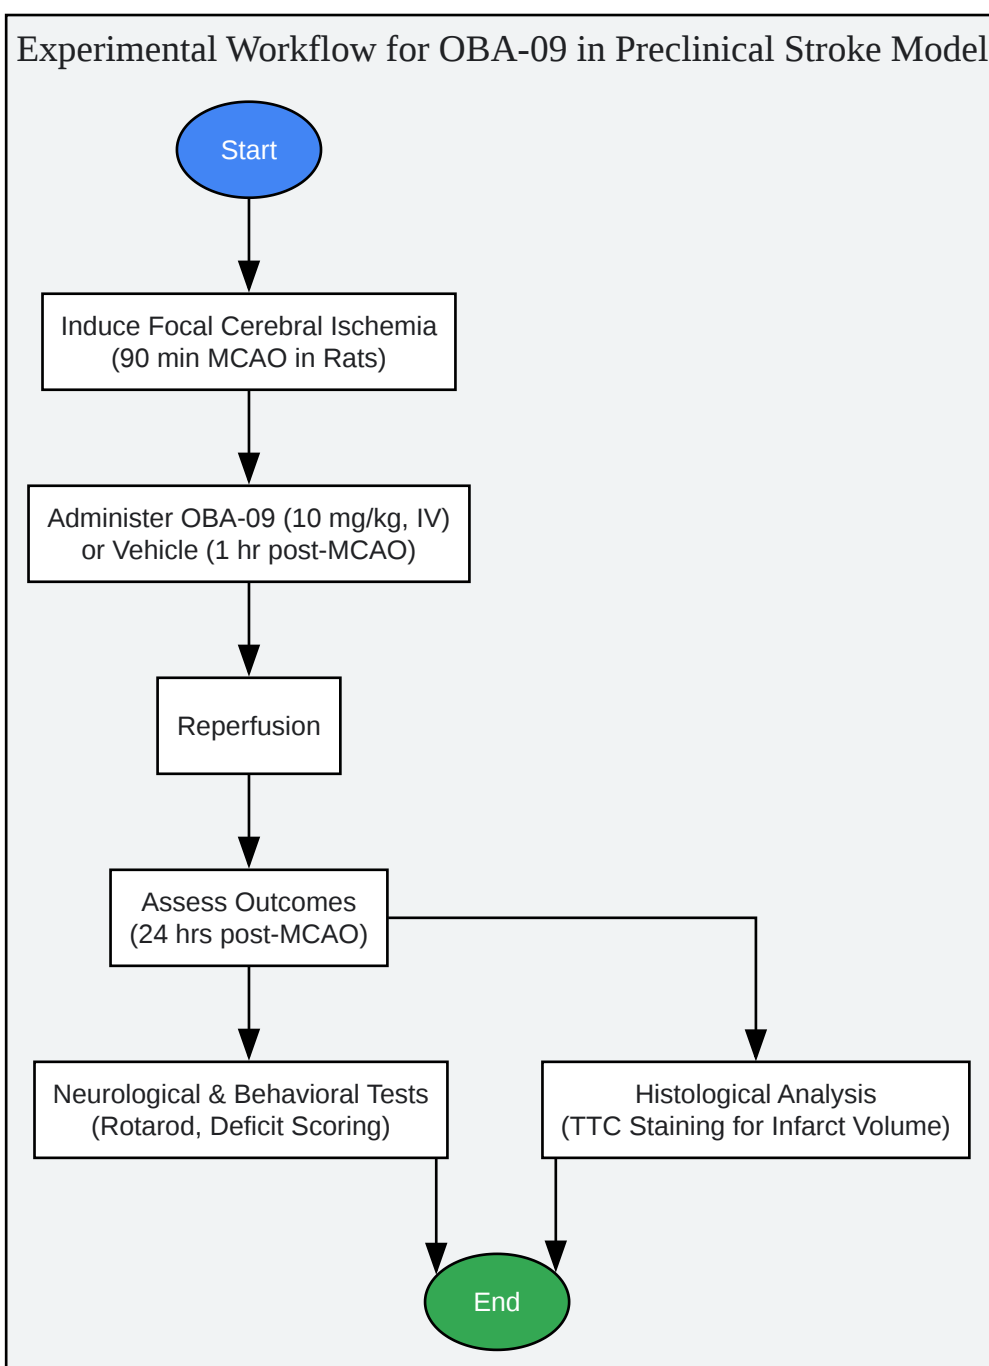 Experimental Workflow for OBA-09 in Preclinical Stroke Model
Start
Induce Focal Cerebral Ischemia
(90 min MCAO in Rats)
Administer OBA-09 (10 mg/kg, IV)
or Vehicle (1 hr post-MCAO)
Reperfusion
Assess Outcomes
(24 hrs post-MCAO)
Neurological & Behavioral Tests
(Rotarod, Deficit Scoring)
Histological Analysis
(TTC Staining for Infarct Volume)
End